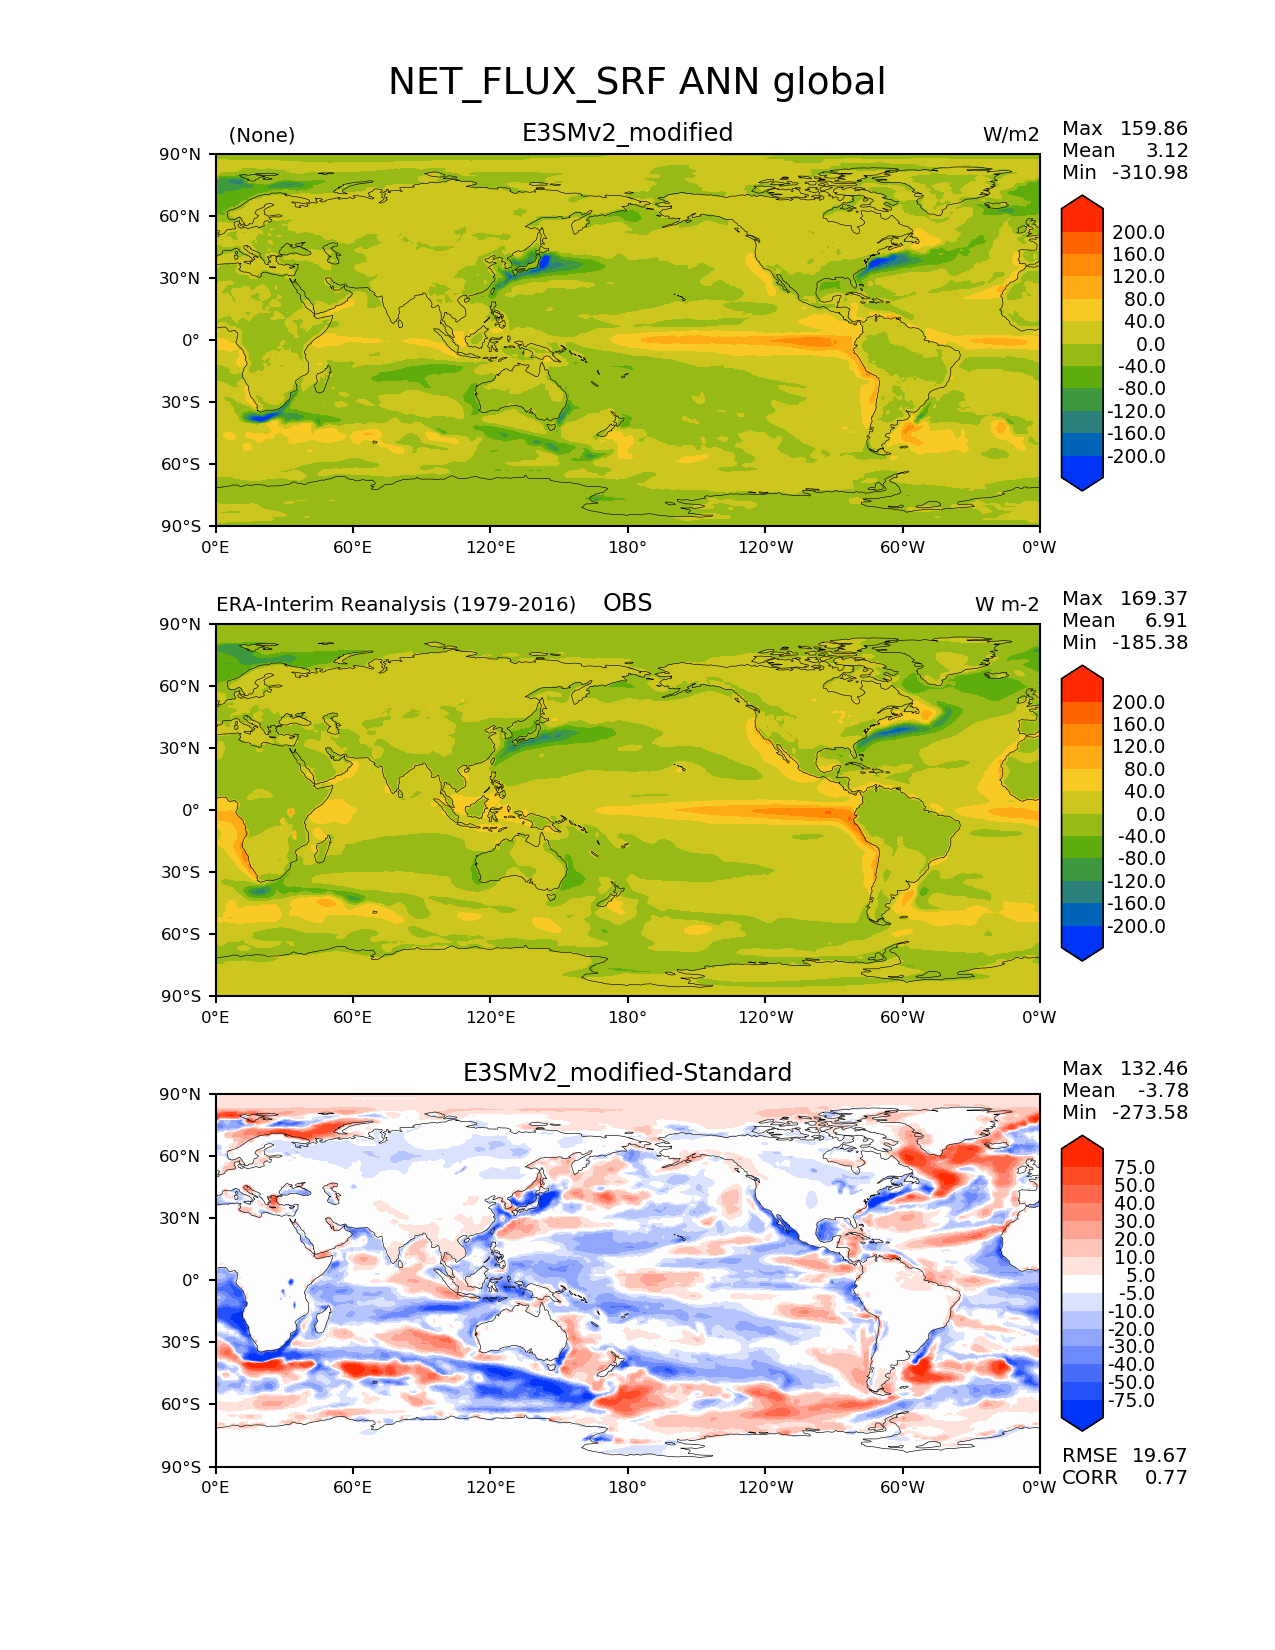 NET_FLUX_SRF ANN global
(None) E3SMv2_modified W/m2
Max 159.86
Mean 3.12
Min -310.98
90°N
60°N
30°N
0°
30°S
60°S
90°S
0°E 60°E 120°E 180° 120°W 60°W 0°W
200.0
160.0
120.0
80.0
40.0
0.0
-40.0
-80.0
-120.0
-160.0
-200.0
ERA-Interim Reanalysis (1979-2016) OBS W m-2
Max 169.37
Mean 6.91
Min -185.38
90°N
60°N
30°N
0°
30°S
60°S
90°S
0°E 60°E 120°E 180° 120°W 60°W 0°W
200.0
160.0
120.0
80.0
40.0
0.0
-40.0
-80.0
-120.0
-160.0
-200.0
E3SMv2_modified-Standard
Max 132.46
Mean -3.78
Min -273.58
90°N
60°N
30°N
0°
30°S
60°S
90°S
0°E 60°E 120°E 180° 120°W 60°W 0°W
75.0
50.0
40.0
30.0
20.0
10.0
5.0
-5.0
-10.0
-20.0
-30.0
-40.0
-50.0
-75.0
RMSE 19.67
CORR 0.77